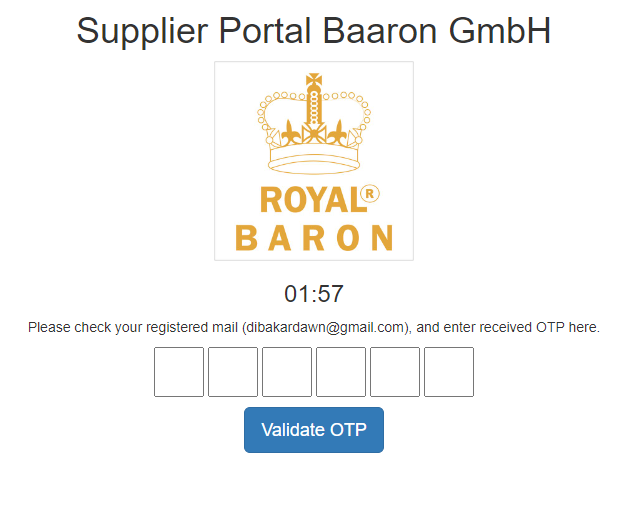 Supplier Portal Baaron GmbH
ROYAL®
BARON
01:57
Please check your registered mail (dibakardawn@gmail.com), and enter received OTP here.
Validate OTP